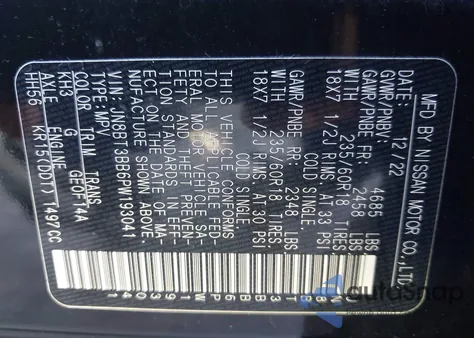 MFD BY NISSAN MOTOR CO.,LTD.
12/22
GVWR/PNBV: 4665 LBS
GAWR/PNBE FR: 2468 LBS
WITH 235/60R18 TIRES,
18X7 1/2J RIMS AT 33 PSI,
COLD SINGLE
GAWR/PNBE RR: 2348 LBS
WITH 235/60R18 TIRES,
18X7 1/2J RIMS AT 30 PSI,
COLD SINGLE.
THIS VEHICLE CONFORMS
TO ALL APPLICABLE FED-
ERAL MOTOR VEHICLE SA-
FETY AND THEFT PREVEN-
TION STANDARDS IN EFF-
ECT ON THE DATE OF MA-
NUFACTURE SHOWN ABOVE
VIN: JN8BT3BB6PW193041
TYPE: MPV
COLOR TRIM TRANS
KH3 G GF0F14A
AXLE ENGINE
HH56 KR15(DDT) 1497CC
JN8BT3BB6PW193041
autoSnap